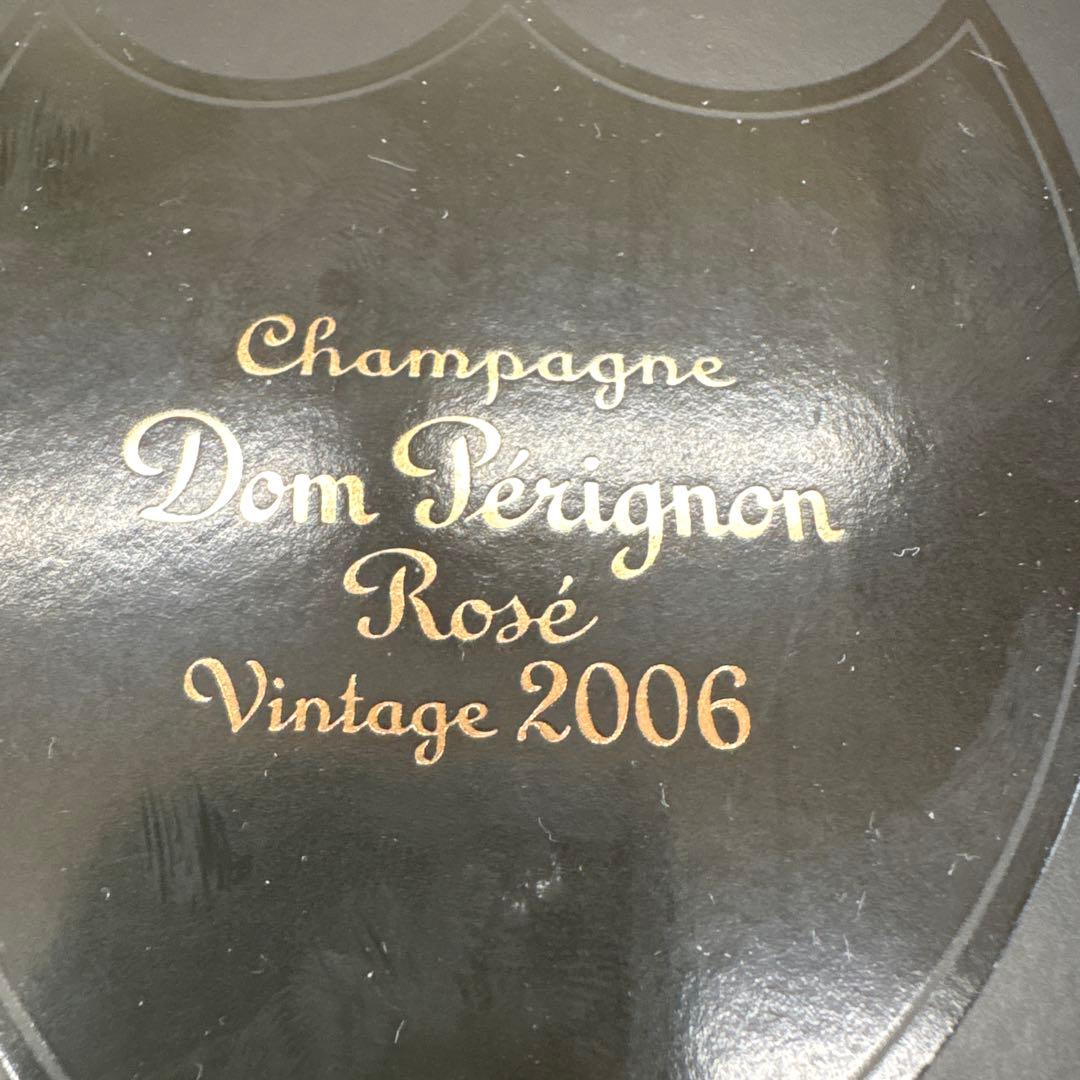 Champagne
Dom Pérignon
Rosé
Vintage 2006